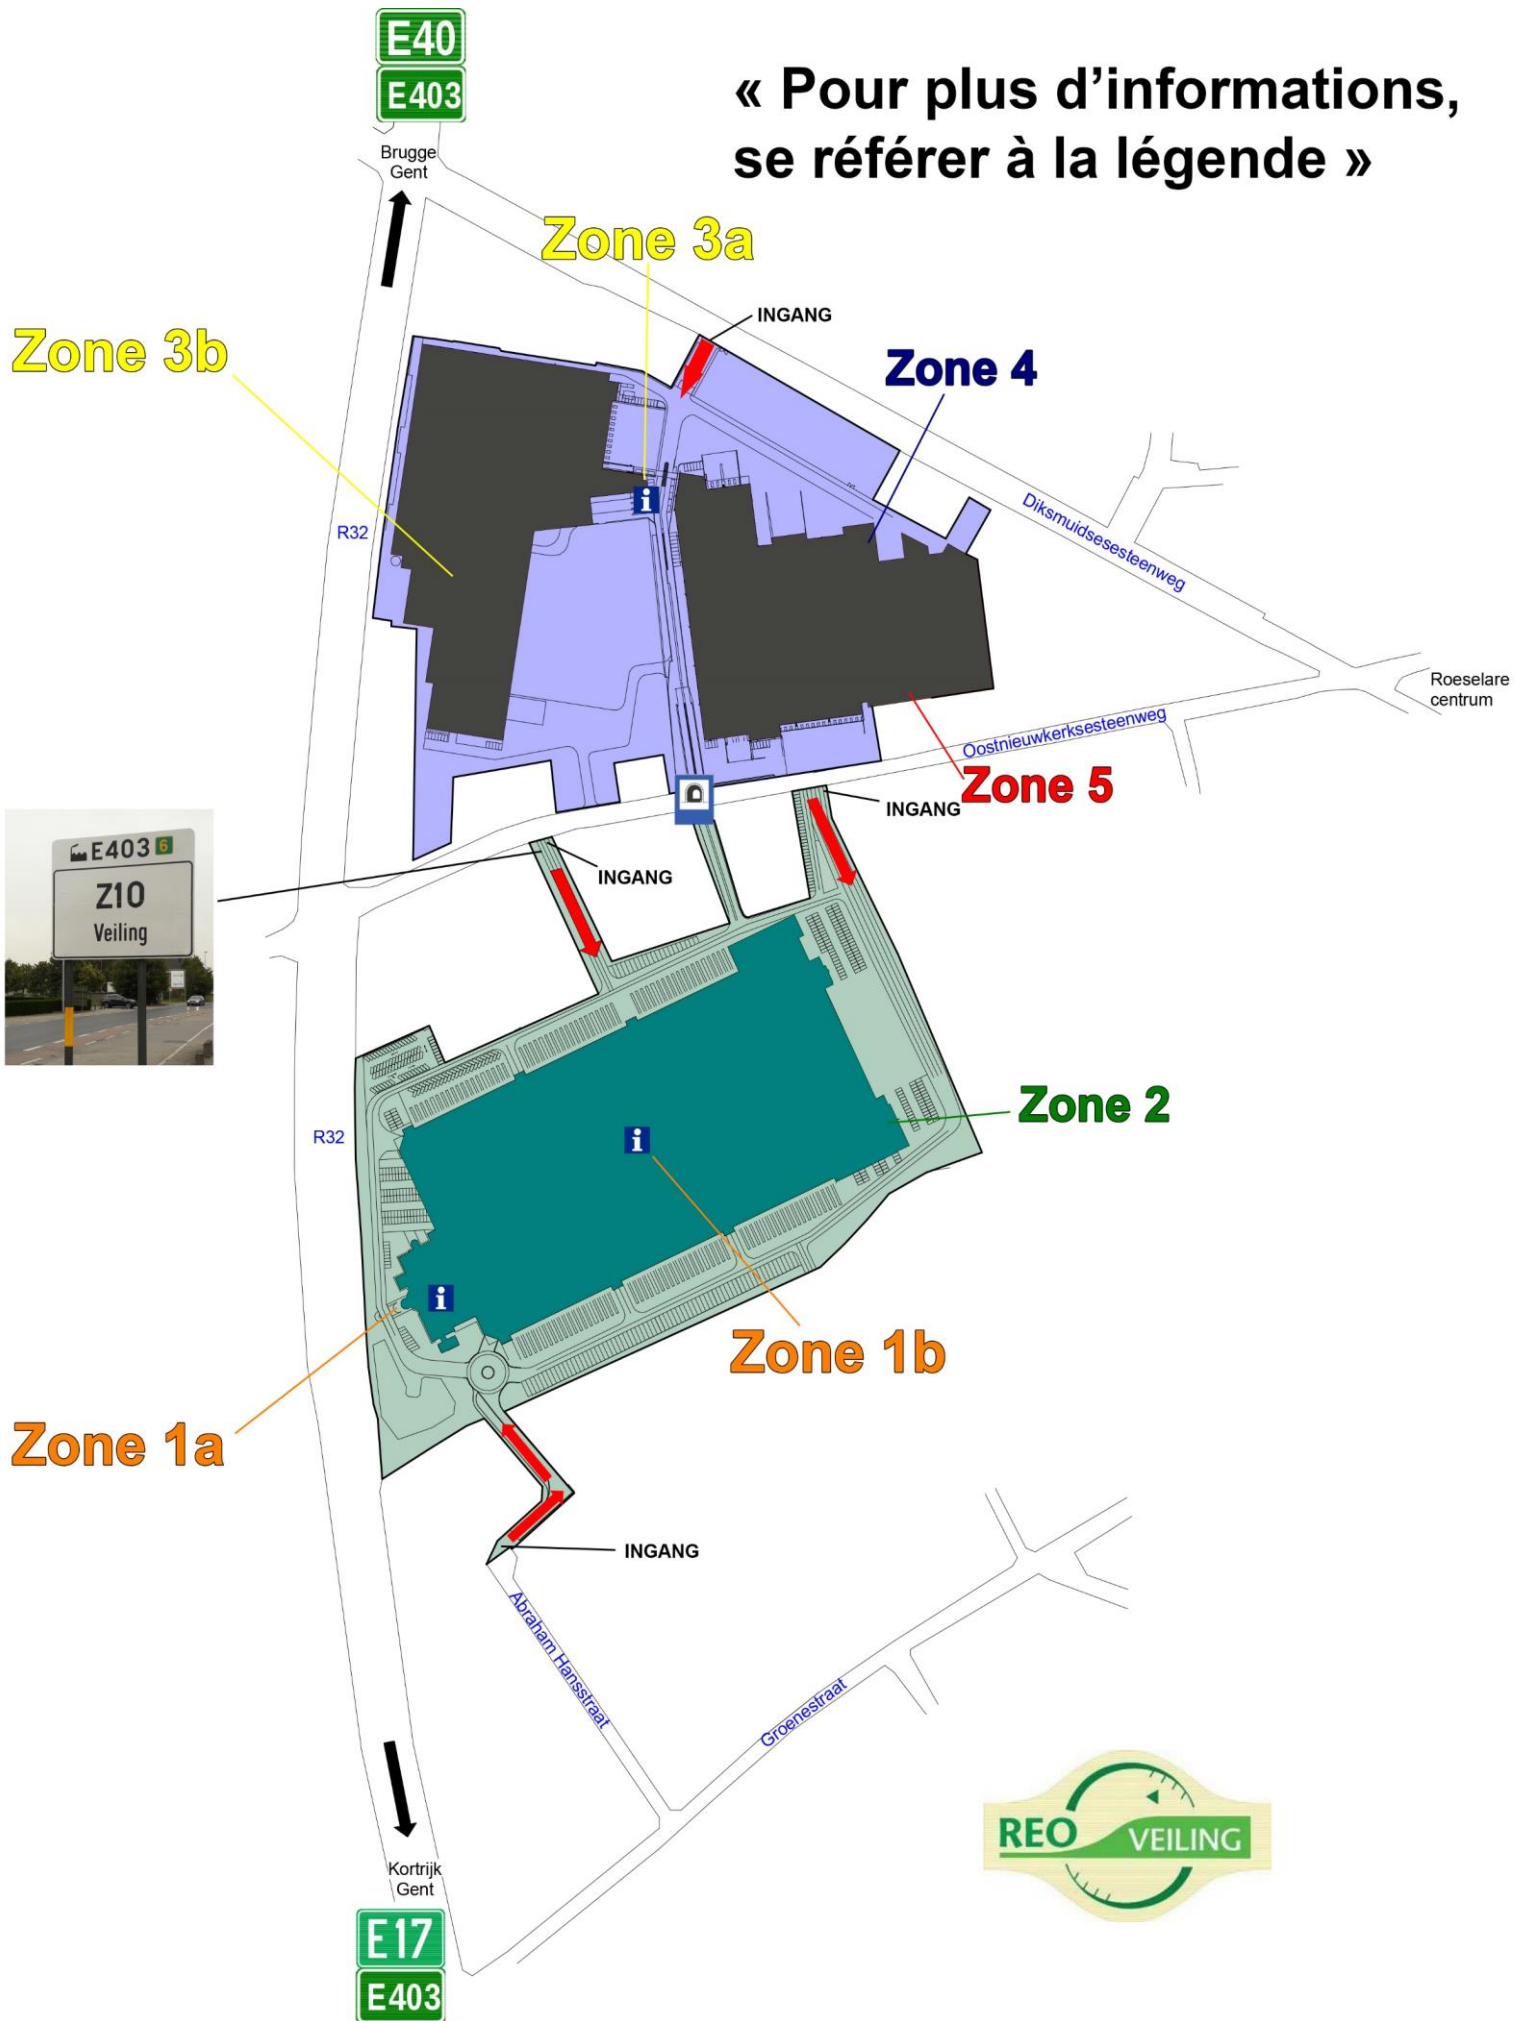 E40
E403
« Pour plus d’informations,
se référer à la légende »
Brugge
Gent
Zone 3a
INGANG
Zone 3b
Zone 4
i
R32
Diksmuidsesesteenweg
Roeselare
centrum
Oostnieuwkerksesteenweg
Zone 5
INGANG
E403 6
Z10
Veiling
INGANG
Zone 2
R32
i
i
Zone 1b
Zone 1a
INGANG
Abraham Hansstraat
Groenestraat
REO VEILING
Kortrijk
Gent
E17
E403